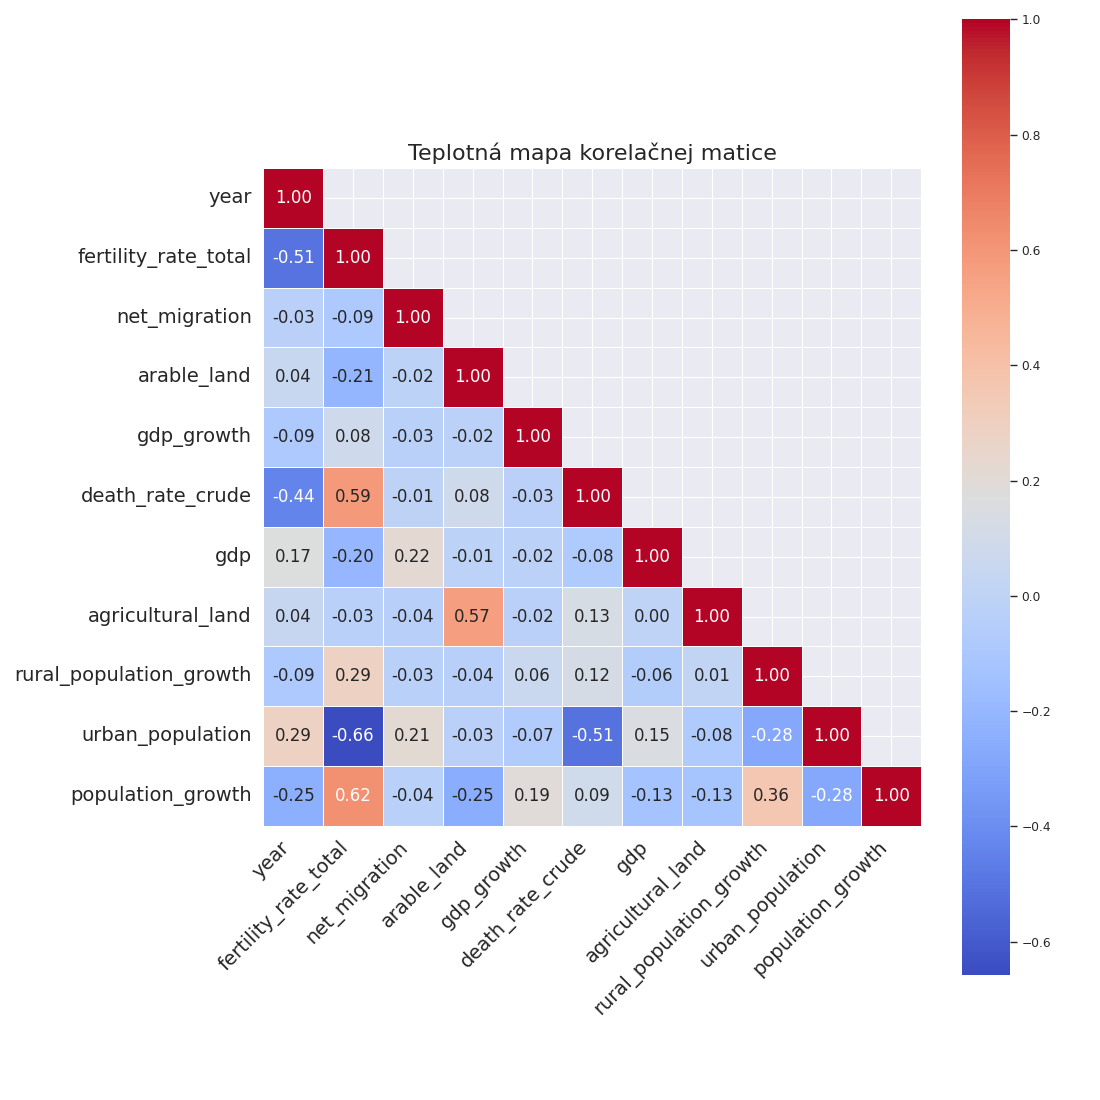 Teplotná mapa korelačnej matice
year 1.00
fertility_rate_total -0.51 1.00
net_migration -0.03 -0.09 1.00
arable_land 0.04 -0.21 -0.02 1.00
gdp_growth -0.09 0.08 -0.03 -0.02 1.00
death_rate_crude -0.44 0.59 -0.01 0.08 -0.03 1.00
gdp 0.17 -0.20 0.22 -0.01 -0.02 -0.08 1.00
agricultural_land 0.04 -0.03 -0.04 0.57 -0.02 0.13 0.00 1.00
rural_population_growth -0.09 0.29 -0.03 -0.04 0.06 0.12 -0.06 0.01 1.00
urban_population 0.29 -0.66 0.21 -0.03 -0.07 -0.51 0.15 -0.08 -0.28 1.00
population_growth -0.25 0.62 -0.04 -0.25 0.19 0.09 -0.13 -0.13 0.36 -0.28 1.00
year
fertility_rate_total
net_migration
arable_land
gdp_growth
death_rate_crude
gdp
agricultural_land
rural_population_growth
urban_population
population_growth
1.0
0.8
0.6
0.4
0.2
0.0
−0.2
−0.4
−0.6